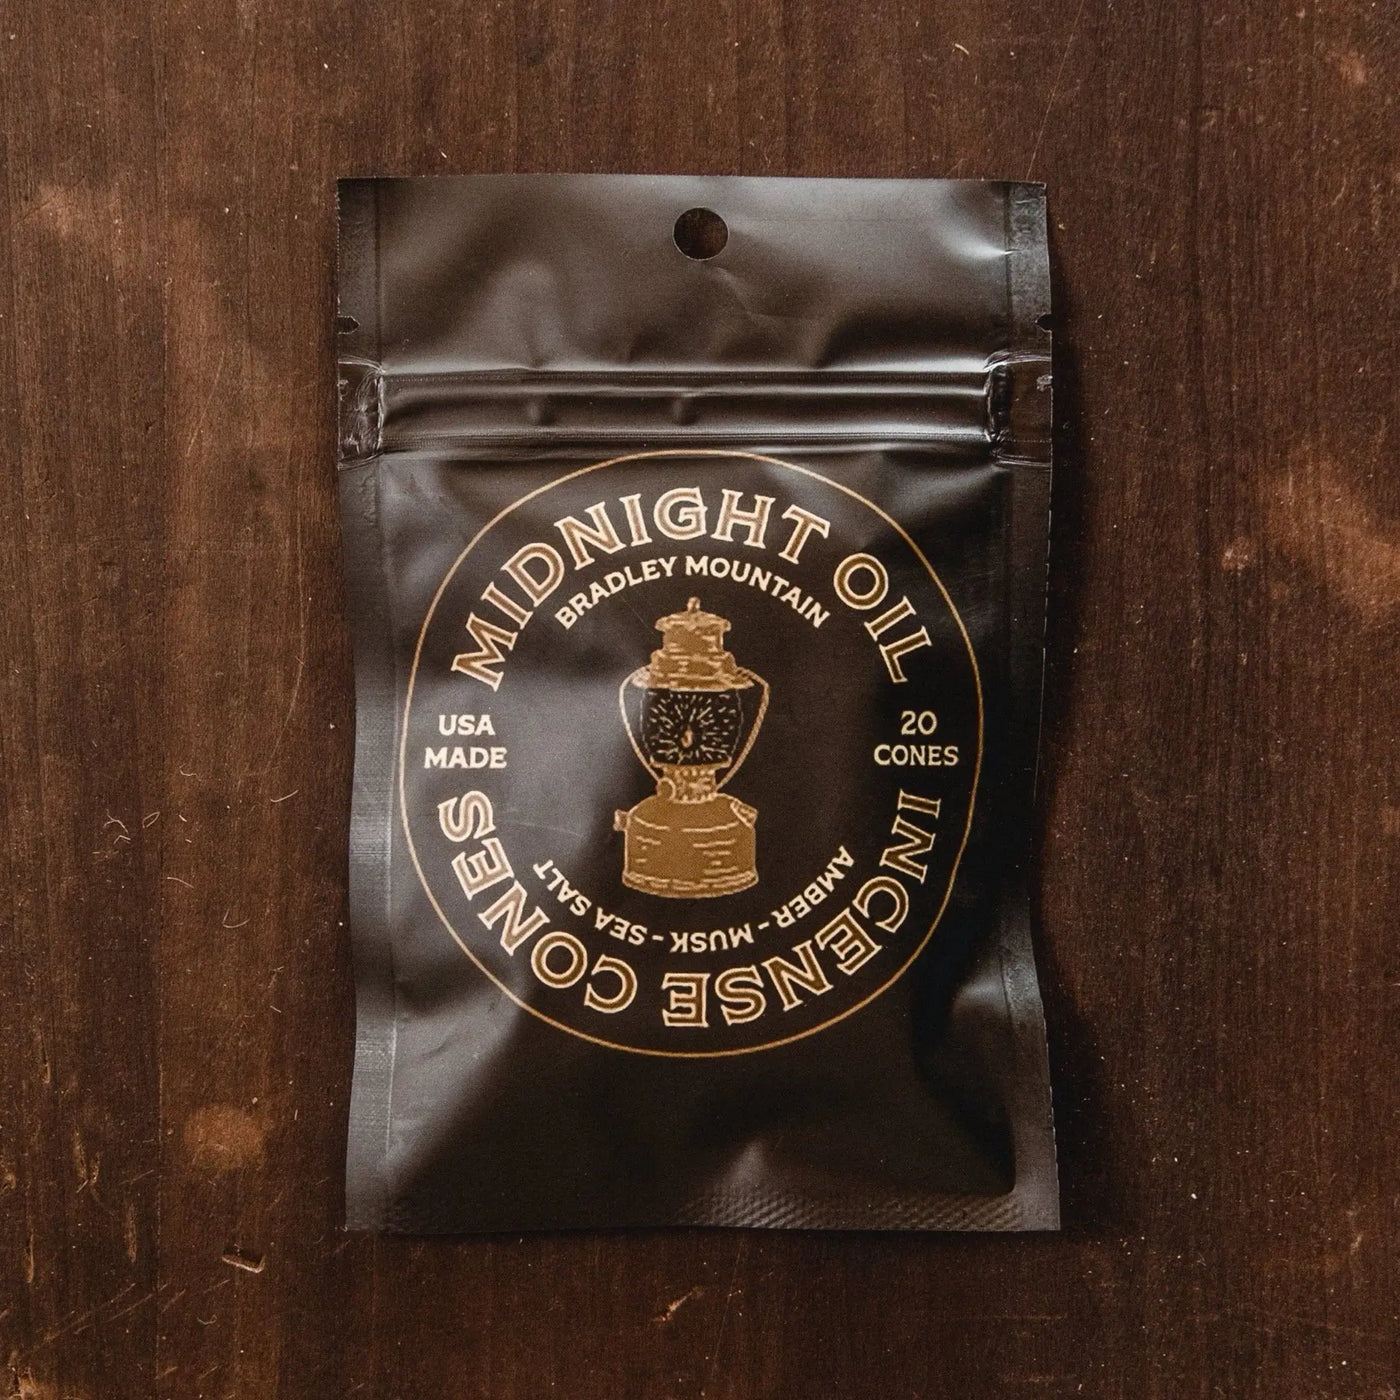 MIDNIGHT OIL
BRADLEY MOUNTAIN
USA
MADE
20
CONES
AMBER - MUSK - SEA SALT
INCENSE CONES